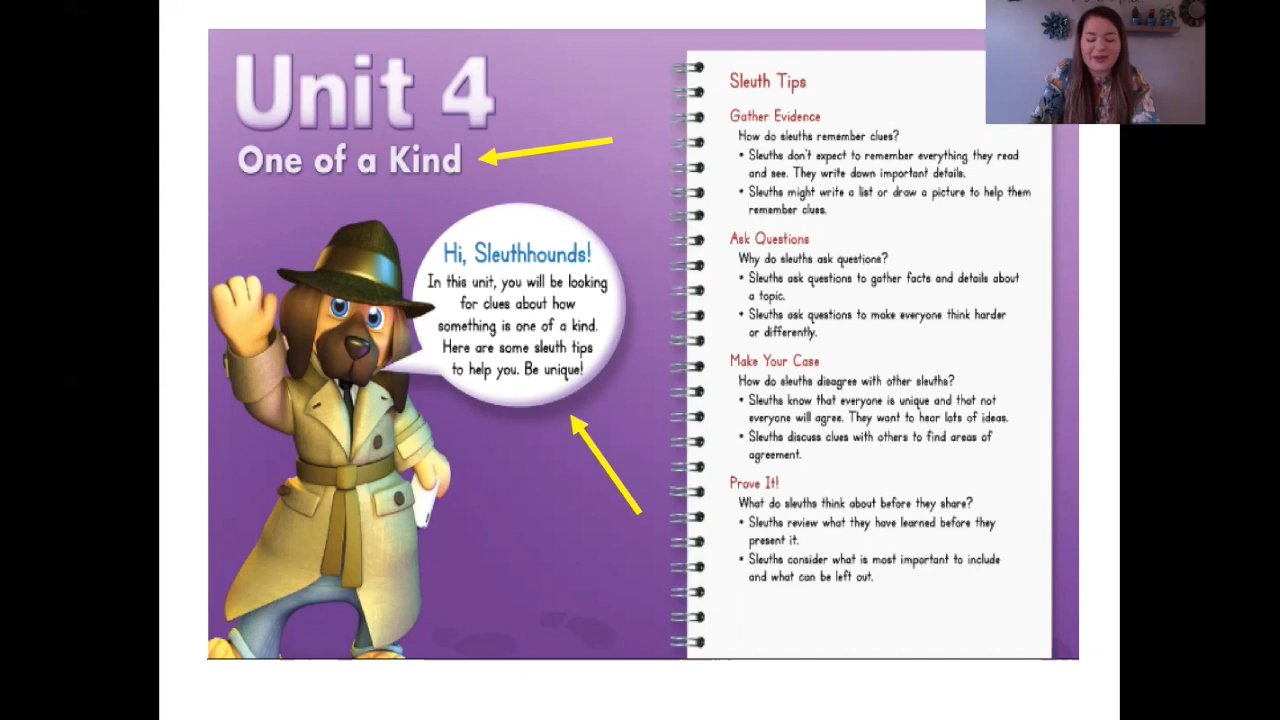 Unit 4
One of a Kind
Hi, Sleuthhounds!
In this unit, you will be looking
for clues about how
something is one of a kind.
Here are some sleuth tips
to help you. Be unique!
Sleuth Tips
Gather Evidence
How do sleuths remember clues?
• Sleuths don't expect to remember everything they read
and see. They write down important details.
• Sleuths might write a list or draw a picture to help them
remember clues.
Ask Questions
Why do sleuths ask questions?
• Sleuths ask questions to gather facts and details about
a topic.
• Sleuths ask questions to make everyone think harder
or differently.
Make Your Case
How do sleuths disagree with other sleuths?
• Sleuths know that everyone is unique and that not
everyone will agree. They want to hear lots of ideas.
• Sleuths discuss clues with others to find areas of
agreement.
Prove It!
What do sleuths think about before they share?
• Sleuths review what they have learned before they
present it.
• Sleuths consider what is most important to include
and what can be left out.